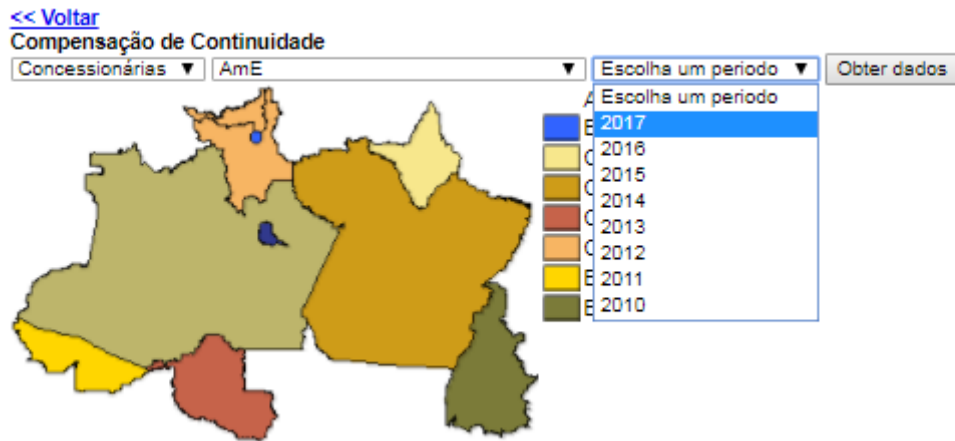 << Voltar
Compensação de Continuidade
Concessionárias AmE Escolha um periodo Obter dados
Escolha um periodo
2017
2016
2015
2014
2013
2012
2011
2010